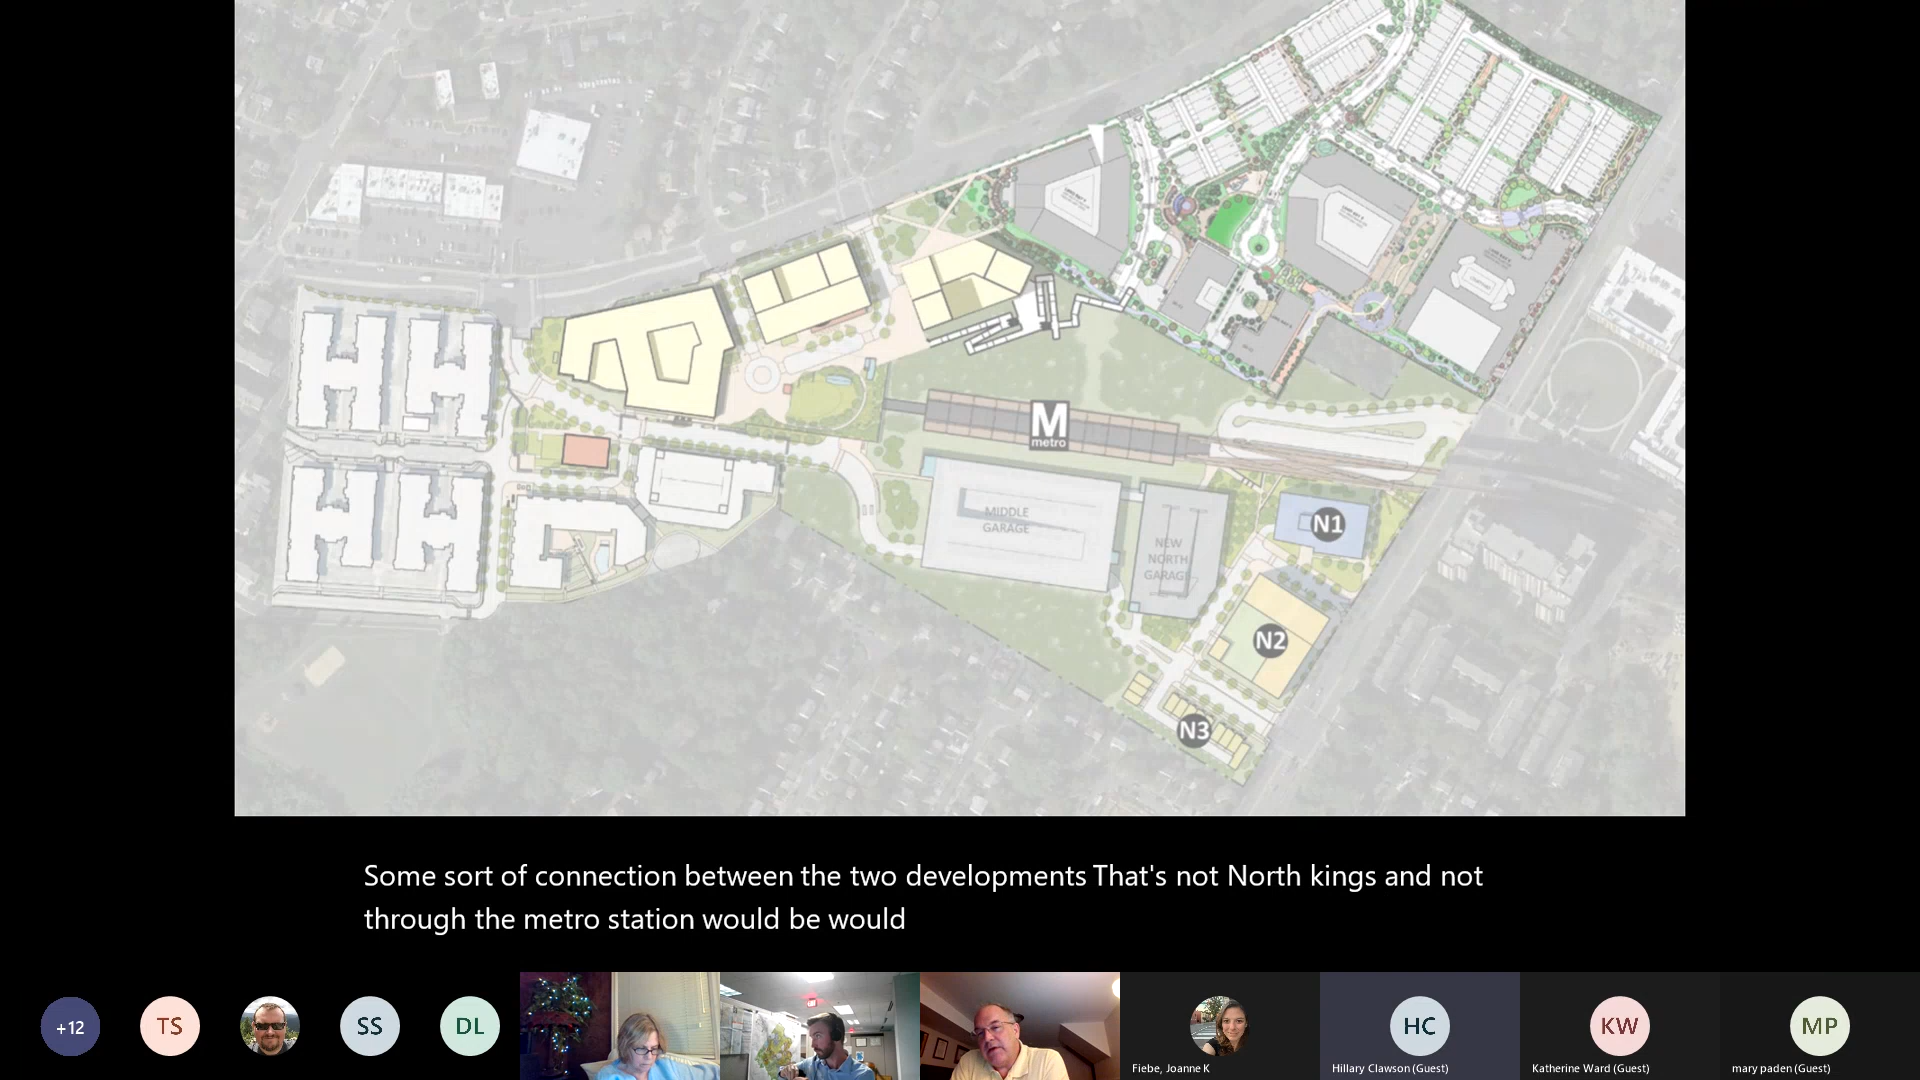 M
metro
MIDDLE
GARAGE
NEW
NORTH
GARAGE
N1
N2
N3
Some sort of connection between the two developments That's not North kings and not
through the metro station would be would
+12
TS
SS
DL
HC
KW
MP
Fiebe, Joanne K
Hillary Clawson (Guest)
Katherine Ward (Guest)
mary paden (Guest)